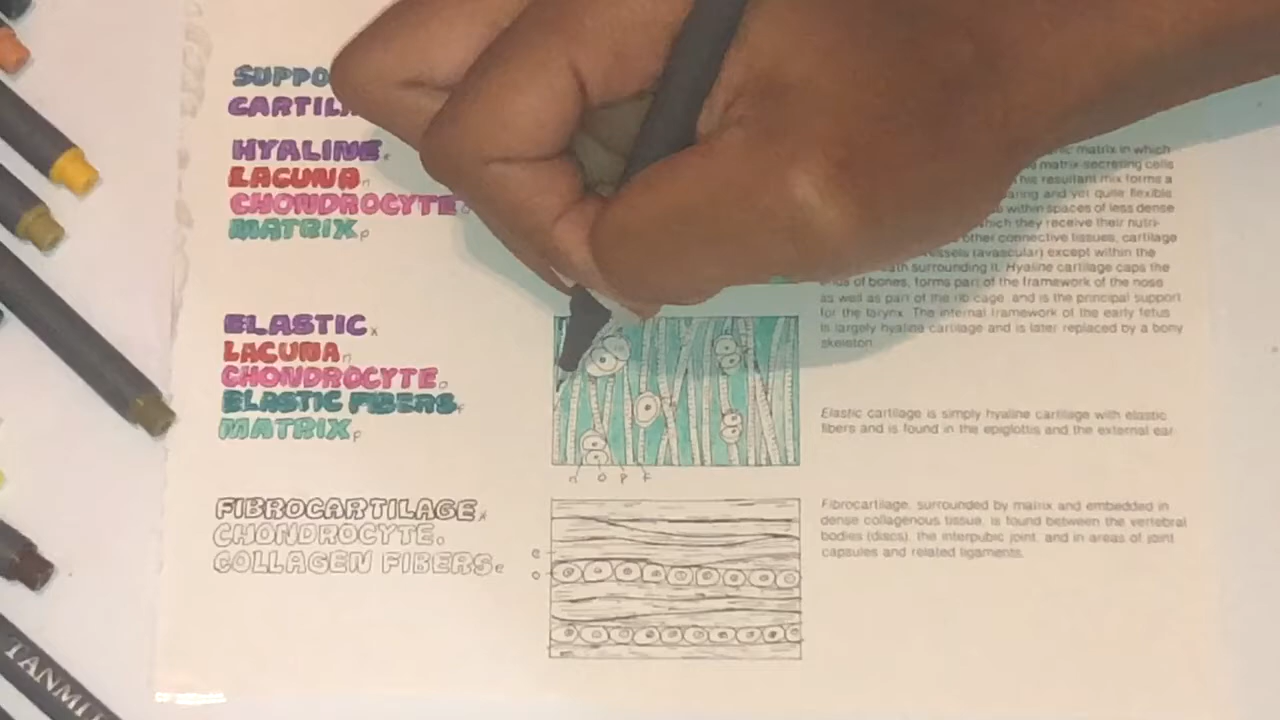 SUPPO
CARTILA
HYALINE.
LACUNA n
CHONDROCYTE.
MATRIX p
ic matrix in which
matrix-secreting cells
his resultant mix forms a
aring and yet quite flexible
within spaces of less dense
hich they receive their nutri-
other connective tissues, cartilage
essels (avascular) except within the
ath surrounding it. Hyaline cartilage caps the
ends of bones, forms part of the framework of the nose
as well as part of the rib cage, and is the principal support
for the larynx. The internal framework of the early fetus
is largely hyaline cartilage and is later replaced by a bony
skeleton.
ELASTIC x
LACUNA n
CHONDROCYTE o
ELASTIC FIBERS f
MATRIX p
n o p f
Elastic cartilage is simply hyaline cartilage with elastic
fibers and is found in the epiglottis and the external ear.
FIBROCARTILAGE
CHONDROCYTE o
COLLAGEN FIBERS e
e
o
Fibrocartilage, surrounded by matrix and embedded in
dense collagenous tissue, is found between the vertebral
bodies (discs), the interpubic joint, and in areas of joint
capsules and related ligaments.
TANMI